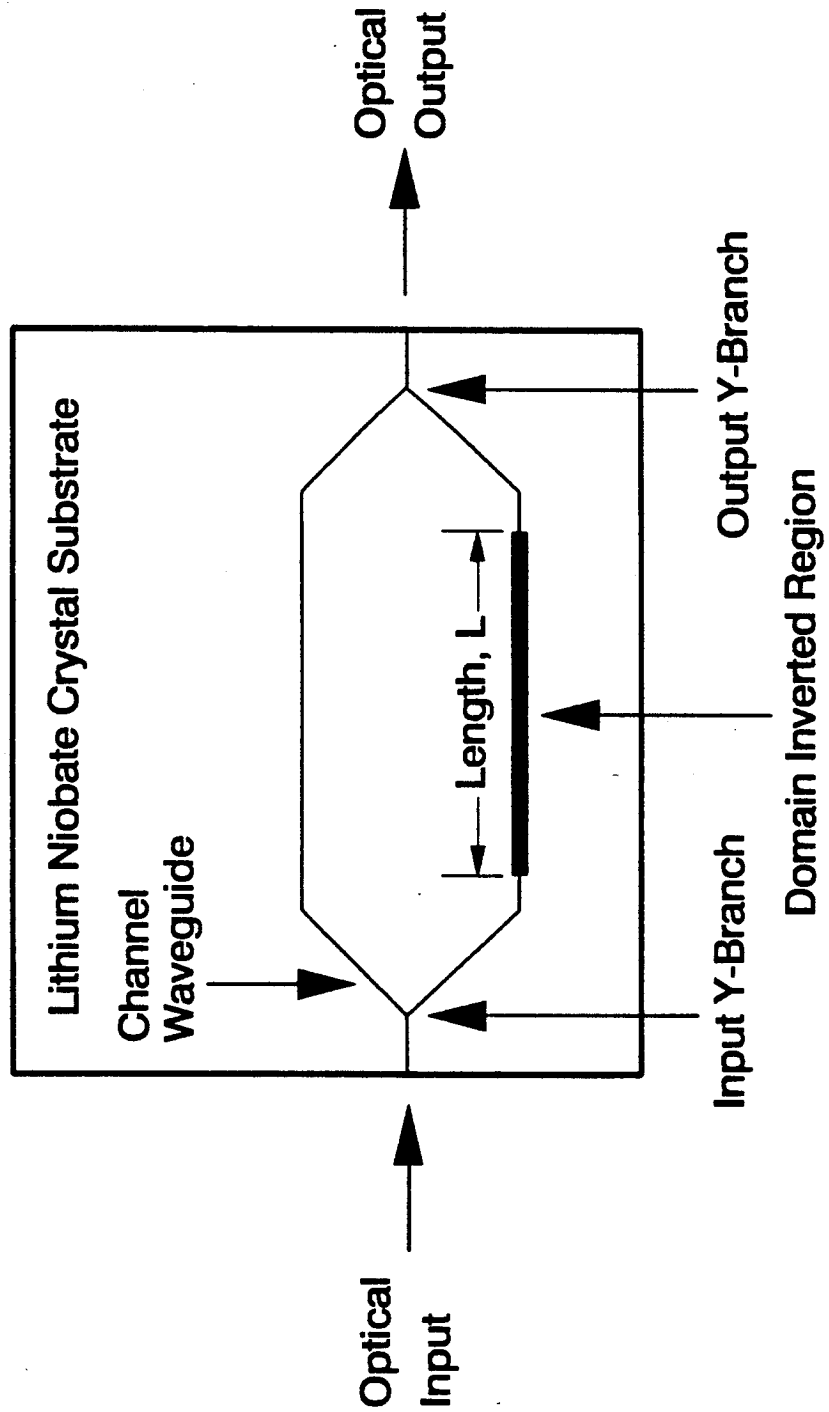 Lithium Niobate Crystal Substrate
Channel
Waveguide
Optical
Input
Optical
Output
Length, L
Input Y-Branch
Output Y-Branch
Domain Inverted Region